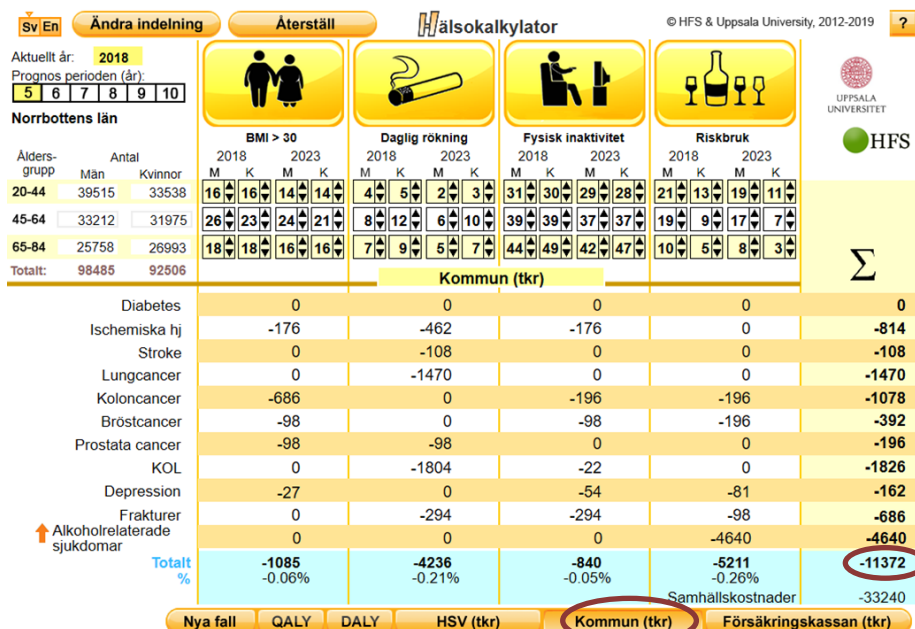 Sv En Ändra indelning Återställ Hälsokalkylator © HFS & Uppsala University, 2012-2019 ?
Aktuellt år: 2018
Prognos perioden (år):
5 6 7 8 9 10
Norrbottens län
UPPSALA
UNIVERSITET
HFS
BMI > 30 Daglig rökning Fysisk inaktivitet Riskbruk
Ålders-
grupp
Antal
Män Kvinnor
2018 2023 2018 2023 2018 2023 2018 2023
M K M K M K M K M K M K M K M K
20-44 39515 33538 16 16 14 14 4 5 2 3 31 30 29 28 21 13 19 11
45-64 33212 31975 26 23 24 21 8 12 6 10 39 39 37 37 19 9 17 7
65-84 25758 26993 18 18 16 16 7 9 5 7 44 49 42 47 10 5 8 3
Totalt: 98485 92506
Kommun (tkr) Σ
Diabetes 0 0 0 0 0
Ischemiska hj -176 -462 -176 0 -814
Stroke 0 -108 0 0 -108
Lungcancer 0 -1470 0 0 -1470
Koloncancer -686 0 -196 -196 -1078
Bröstcancer -98 0 -98 -196 -392
Prostata cancer -98 -98 0 0 -196
KOL 0 -1804 -22 0 -1826
Depression -27 0 -54 -81 -162
Frakturer 0 -294 -294 -98 -686
Alkoholrelaterade
sjukdomar 0 0 0 -4640 -4640
Totalt -1085 -4236 -840 -5211 -11372
% -0.06% -0.21% -0.05% -0.26%
Samhällskostnader -33240
Nya fall QALY DALY HSV (tkr) Kommun (tkr) Försäkringskassan (tkr)